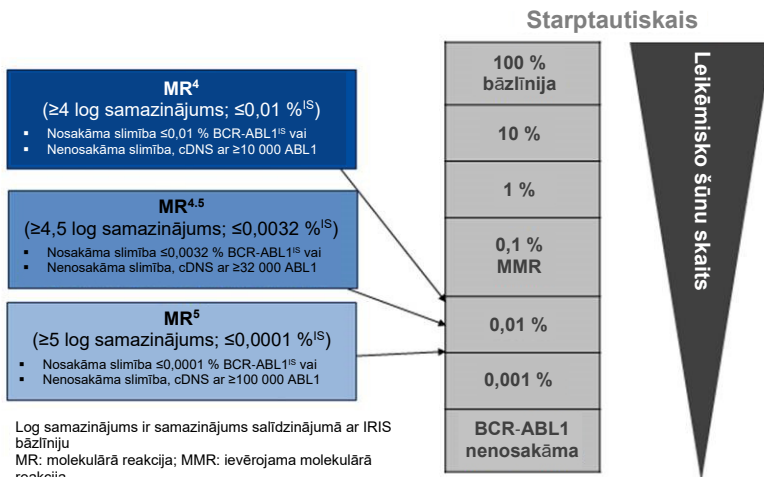 Starptautiskais
MR⁴
(≥4 log samazinājums; ≤0,01 %ᴵˢ)
▪ Nosakāma slimība ≤0,01 % BCR-ABL1ᴵˢ vai
▪ Nenosakāma slimība, cDNS ar ≥10 000 ABL1
MR⁴·⁵
(≥4,5 log samazinājums; ≤0,0032 %ᴵˢ)
▪ Nosakāma slimība ≤0,0032 % BCR-ABL1ᴵˢ vai
▪ Nenosakāma slimība, cDNS ar ≥32 000 ABL1
MR⁵
(≥5 log samazinājums; ≤0,0001 %ᴵˢ)
▪ Nosakāma slimība ≤0,0001 % BCR-ABL1ᴵˢ vai
▪ Nenosakāma slimība, cDNS ar ≥100 000 ABL1
Log samazinājums ir samazinājums salīdzinājumā ar IRIS
bāzlīniju
MR: molekulārā reakcija; MMR: ievērojama molekulārā
reakcija
100 %
bāzlīnija
10 %
1 %
0,1 %
MMR
0,01 %
0,001 %
BCR-ABL1
nenosakāma
Leikēmisko šūnu skaits